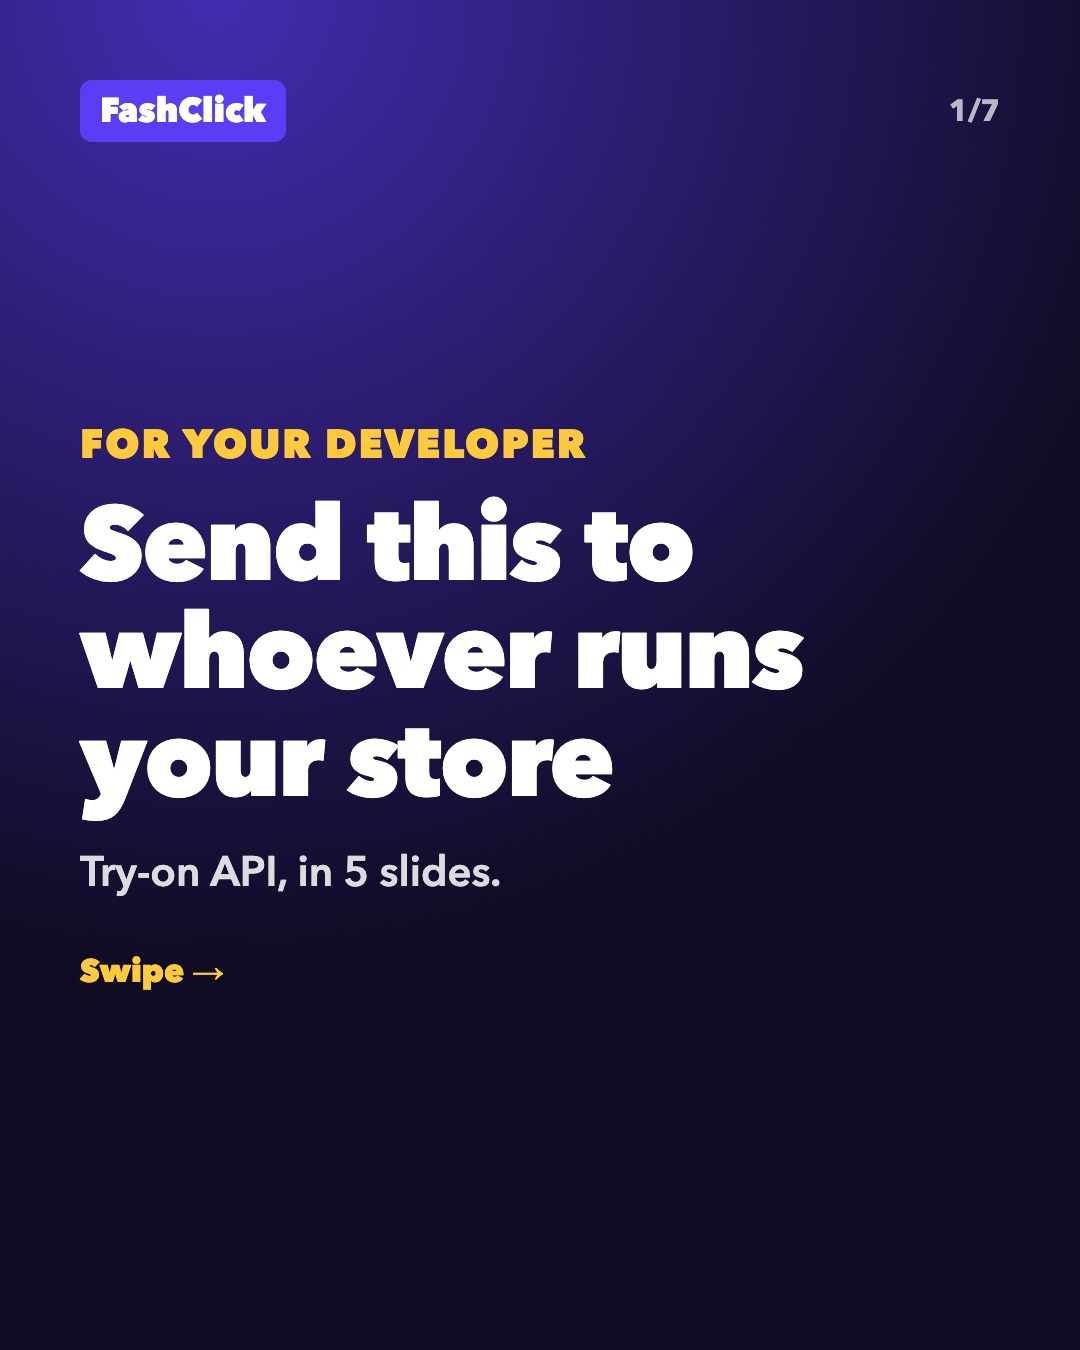 FashClick
1/7
FOR YOUR DEVELOPER
Send this to
whoever runs
your store
Try-on API, in 5 slides.
Swipe →